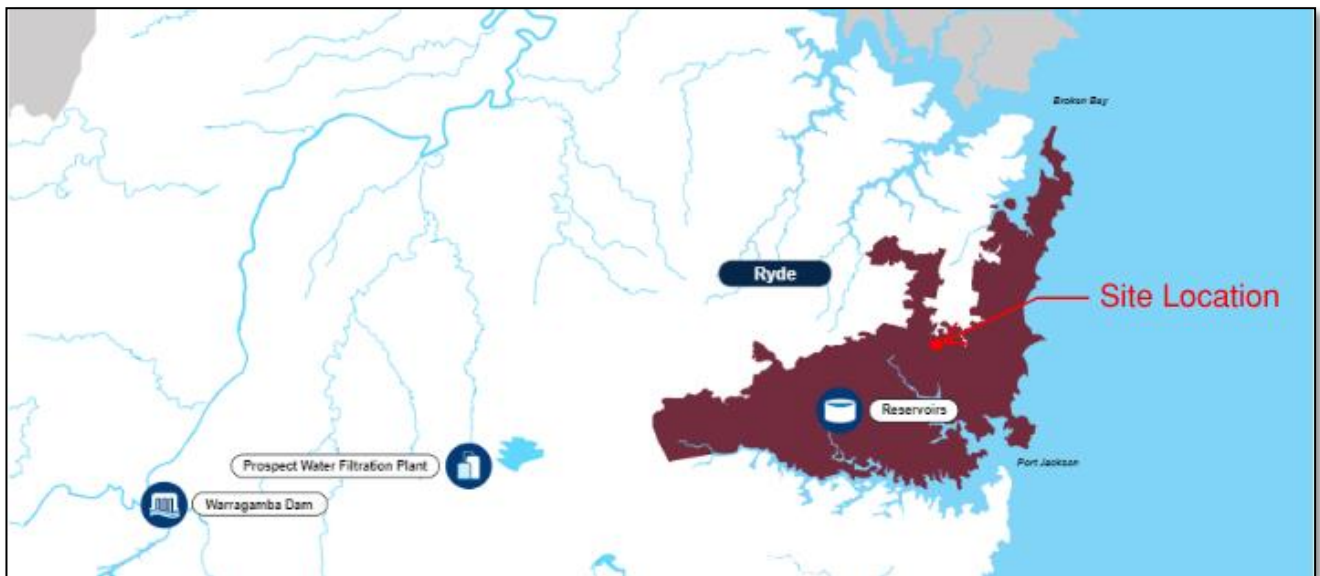 Broken Bay
Ryde
Site Location
Reservoirs
Port Jackson
Prospect Water Filtration Plant
Warragamba Dam